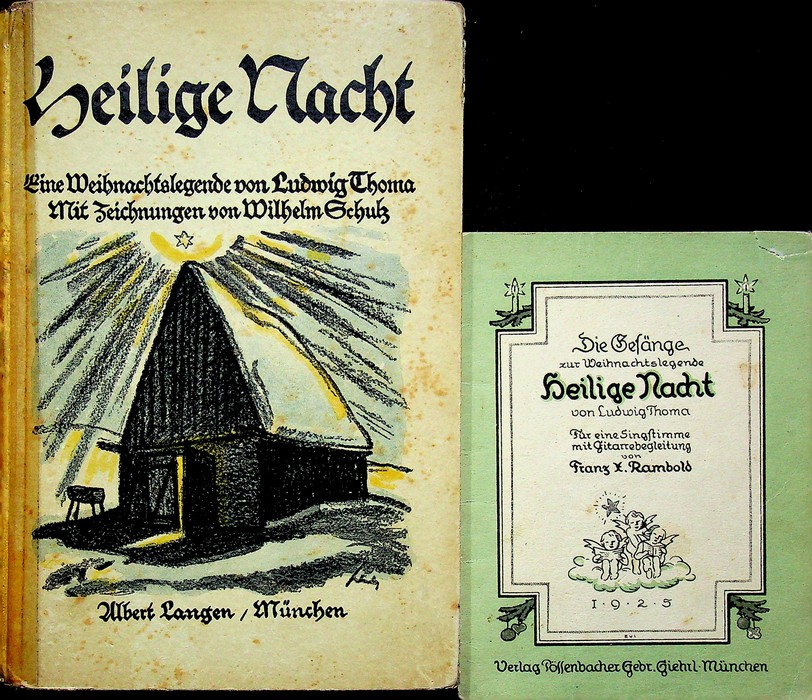 Heilige Nacht
Eine Weihnachtslegende von Ludwig Thoma
Mit Zeichnungen von Wilhelm Schulz
Albert Langen / München
Die Gesänge
zur Weihnachtslegende
Heilige Nacht
von Ludwig Thoma
Für eine Singstimme
mit Gitarrebegleitung
von
Franz X. Rambold
1·9·2·5
Verlag Pössenbacher Gebr. Giehrl·München